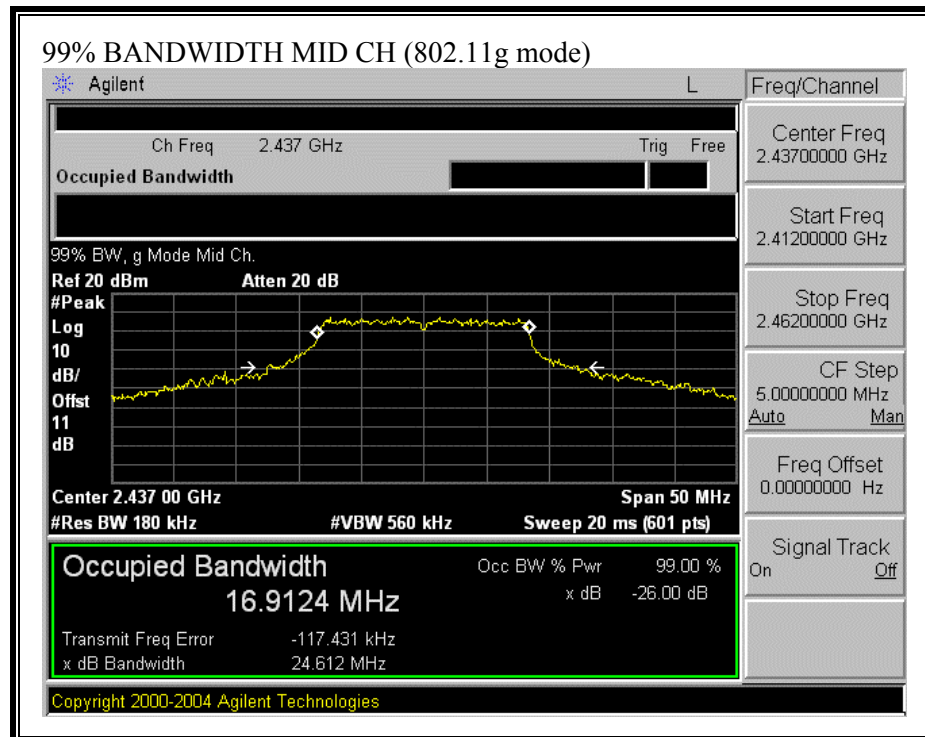 99% BANDWIDTH MID CH (802.11g mode)
Agilent L Freq/Channel
Ch Freq 2.437 GHz Trig Free
Occupied Bandwidth
Center Freq
2.43700000 GHz
Start Freq
2.41200000 GHz
Stop Freq
2.46200000 GHz
CF Step
5.00000000 MHz
Auto Man
Freq Offset
0.00000000 Hz
Signal Track
On Off
99% BW, g Mode Mid Ch.
Ref 20 dBm Atten 20 dB
#Peak
Log
10
dB/
Offst
11
dB
Center 2.437 00 GHz Span 50 MHz
#Res BW 180 kHz #VBW 560 kHz Sweep 20 ms (601 pts)
Occupied Bandwidth Occ BW % Pwr 99.00 %
16.9124 MHz x dB -26.00 dB
Transmit Freq Error -117.431 kHz
x dB Bandwidth 24.612 MHz
Copyright 2000-2004 Agilent Technologies